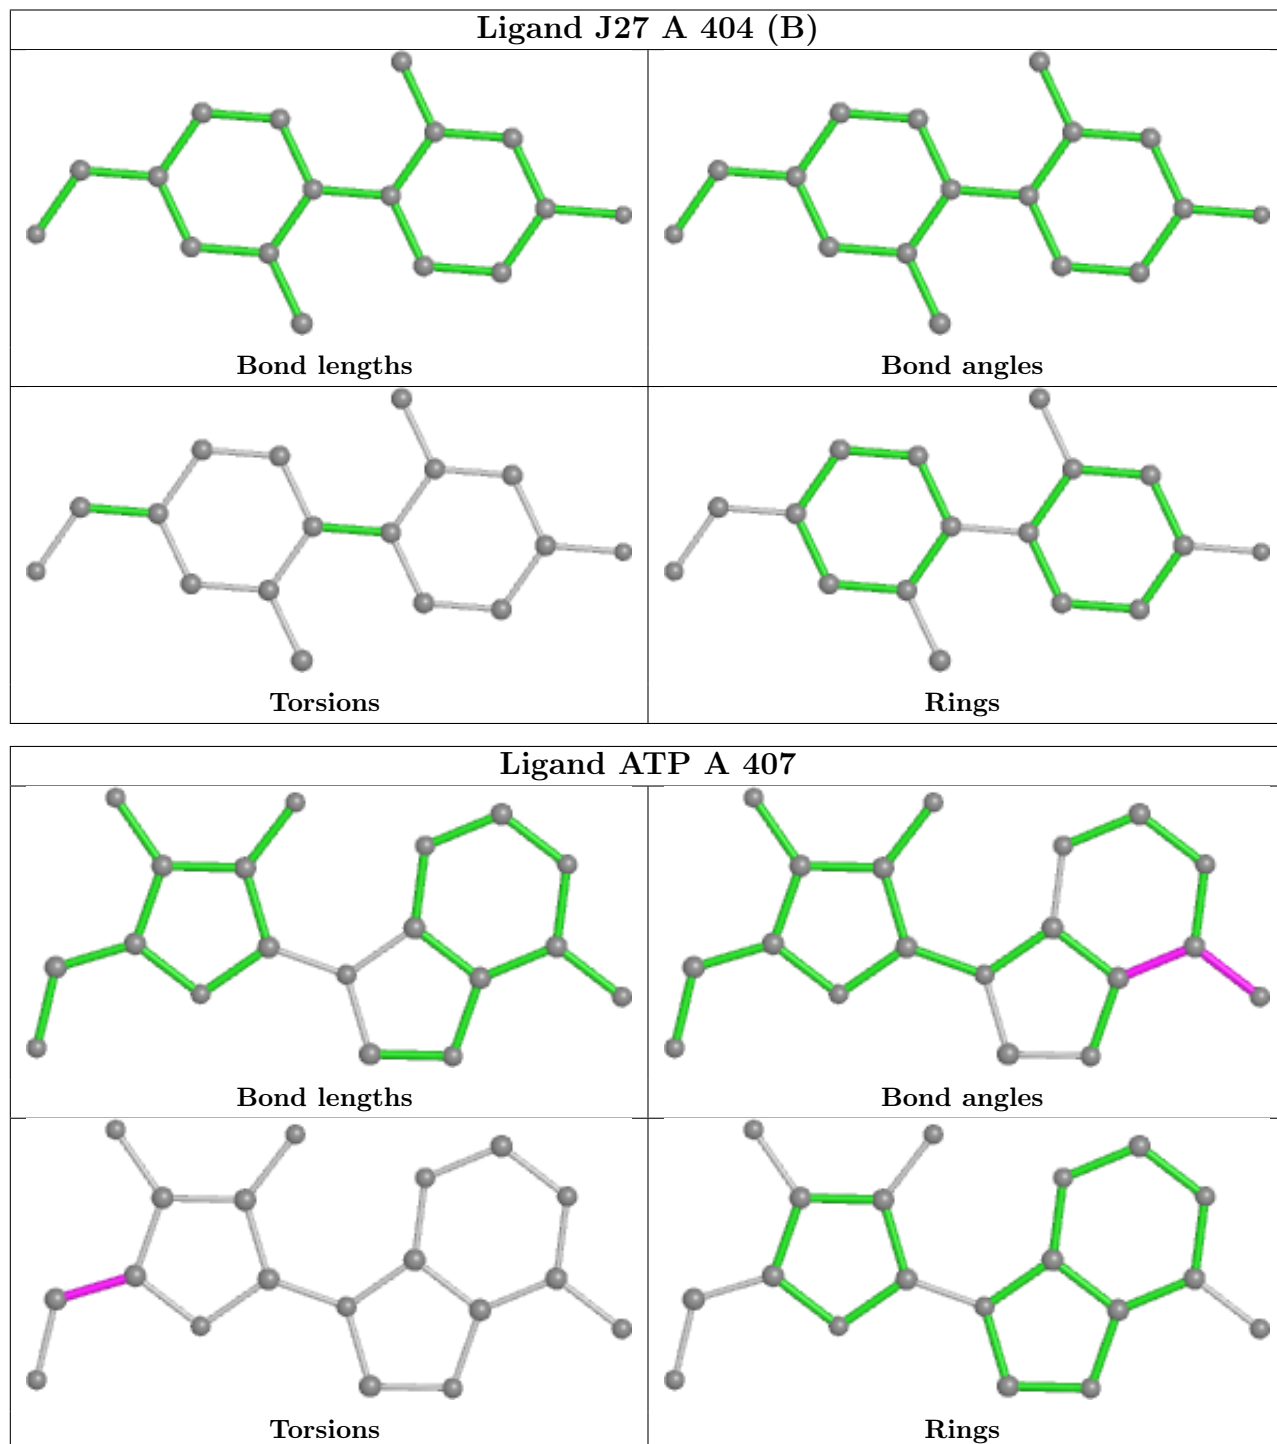 Ligand J27 A 404 (B)
Bond lengths
Bond angles
Torsions
Rings
Ligand ATP A 407
Bond lengths
Bond angles
Torsions
Rings